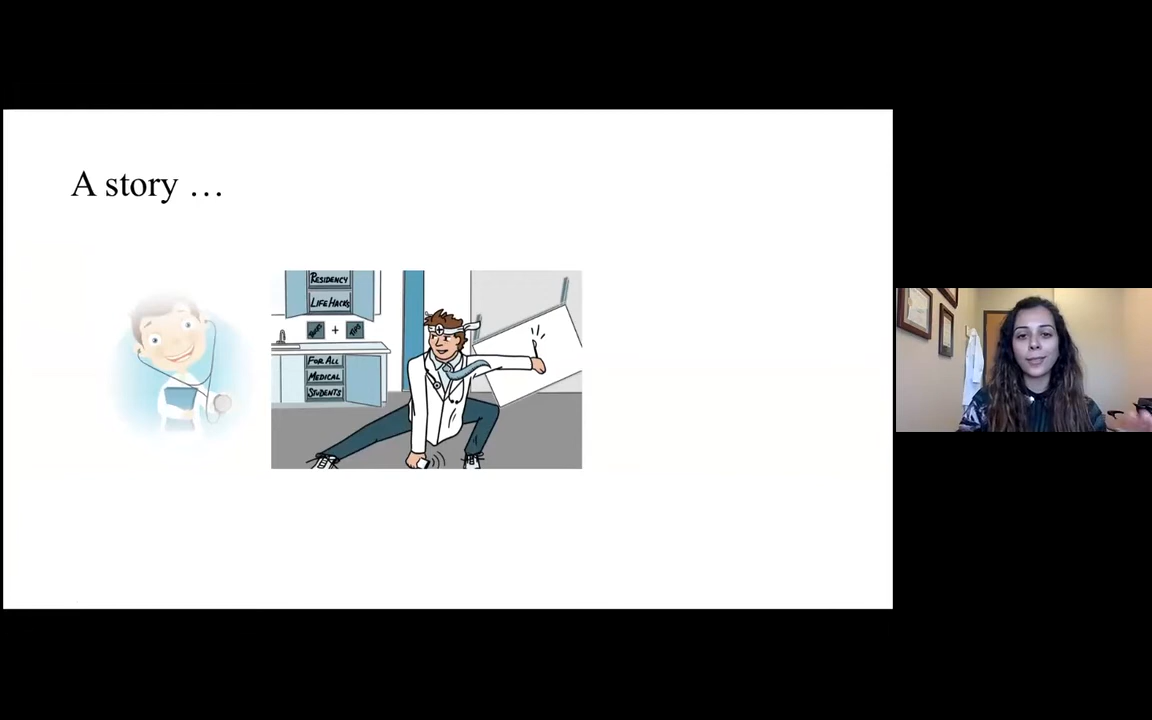 A story …
RESIDENCY
LIFE HACKS
+
FOR ALL
MEDICAL
STUDENTS